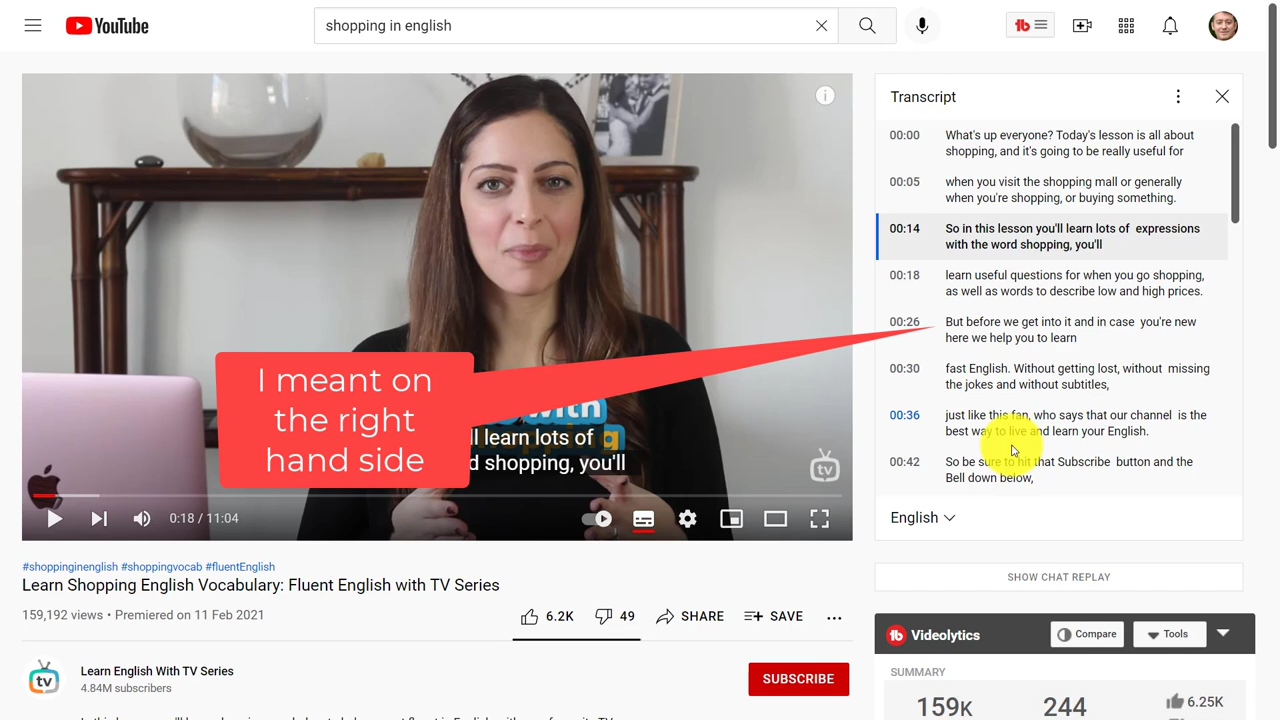 YouTube
shopping in english
Transcript
00:00
What's up everyone? Today's lesson is all about
shopping, and it's going to be really useful for
00:05
when you visit the shopping mall or generally
when you're shopping, or buying something.
00:14
So in this lesson you'll learn lots of expressions
with the word shopping, you'll
00:18
learn useful questions for when you go shopping,
as well as words to describe low and high prices.
00:26
But before we get into it and in case you're new
here we help you to learn
00:30
fast English. Without getting lost, without missing
the jokes and without subtitles,
00:36
just like this fan, who says that our channel is the
best way to live and learn your English.
00:42
So be sure to hit that Subscribe button and the
Bell down below,
English
I meant on
the right
hand side
with
ll learn lots of g
d shopping, you'll
tv
0:18 / 11:04
SHOW CHAT REPLAY
#shoppinginenglish #shoppingvocab #fluentEnglish
Learn Shopping English Vocabulary: Fluent English with TV Series
159,192 views • Premiered on 11 Feb 2021
6.2K
49
SHARE
SAVE
tv
Learn English With TV Series
4.84M subscribers
SUBSCRIBE
Videolytics
Compare
Tools
SUMMARY
159K
244
6.25K